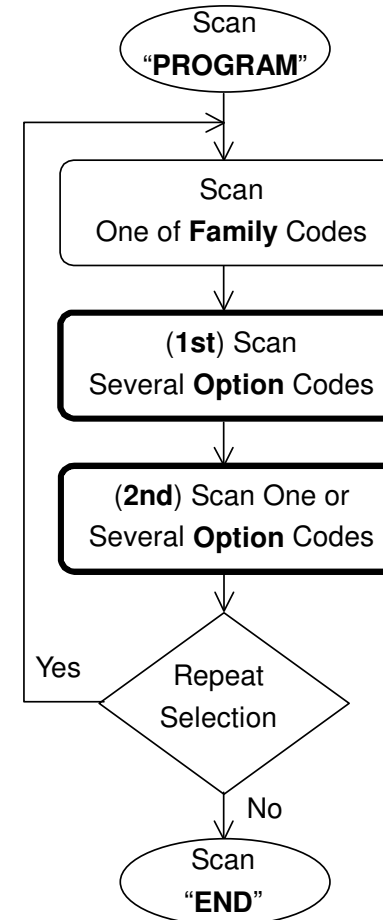 Scan
“PROGRAM”
Scan
One of Family Codes
(1st) Scan
Several Option Codes
(2nd) Scan One or
Several Option Codes
Yes
Repeat
Selection
No
Scan
“END”